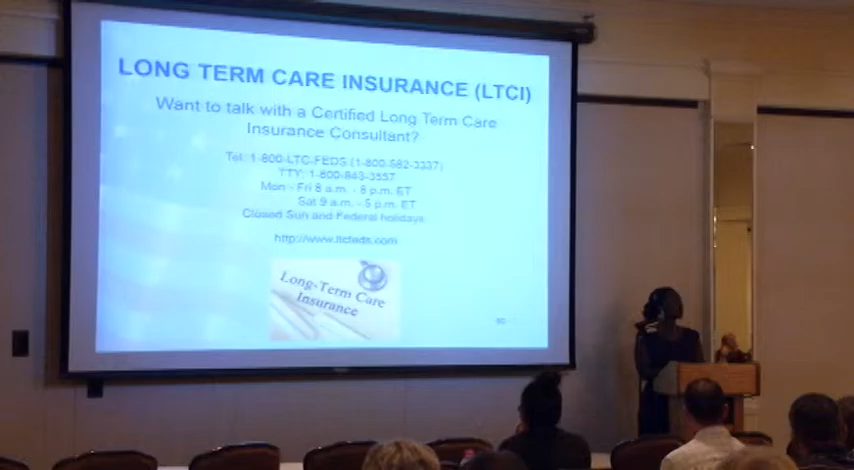 LONG TERM CARE INSURANCE (LTCI)
Want to talk with a Certified Long Term Care
Insurance Consultant?
Tel: 1-800-LTC-FEDS (1-800-582-3337)
TTY: 1-800-843-3557
Mon - Fri 8 a.m. - 8 p.m. ET
Sat 9 a.m. - 5 p.m. ET
Closed Sun and Federal holidays
http://www.ltcfeds.com
Long-Term Care
Insurance